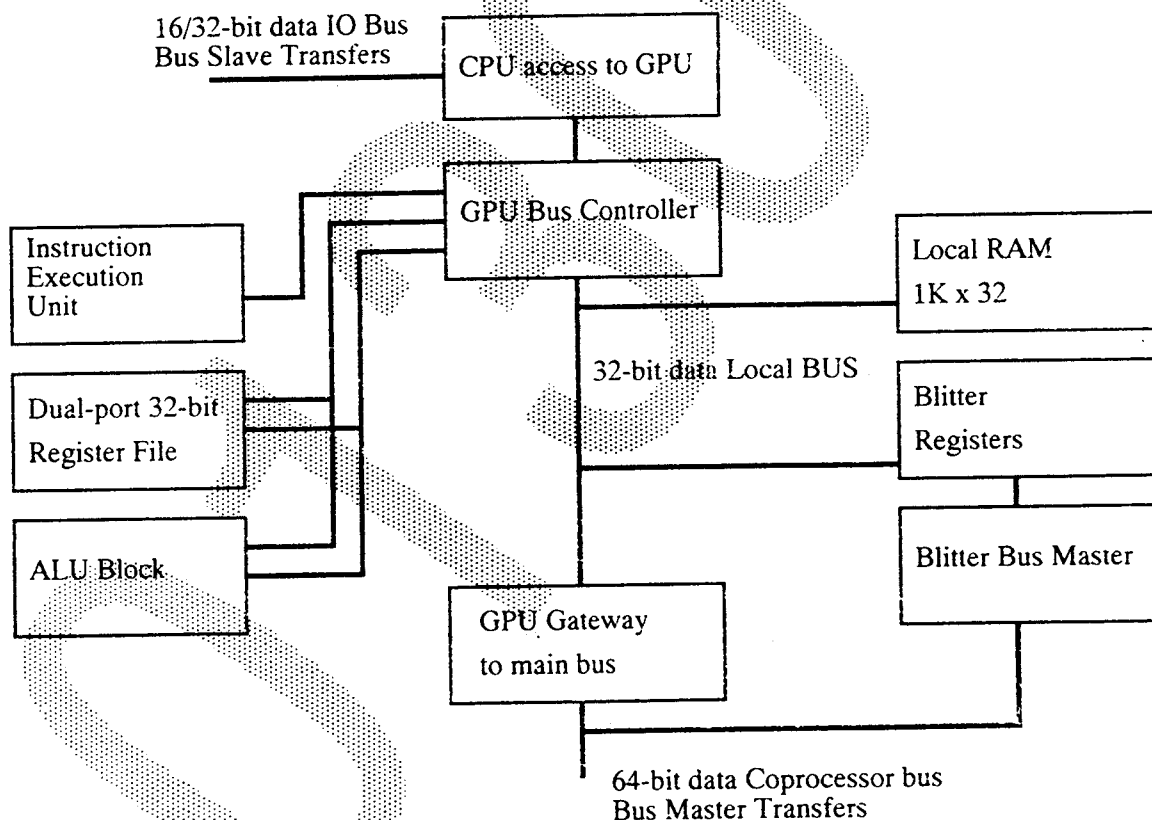 16/32-bit data IO Bus
Bus Slave Transfers
CPU access to GPU
GPU Bus Controller
Instruction
Execution
Unit
Local RAM
1K x 32
32-bit data Local BUS
Dual-port 32-bit
Register File
Blitter
Registers
ALU Block
Blitter Bus Master
GPU Gateway
to main bus
64-bit data Coprocessor bus
Bus Master Transfers